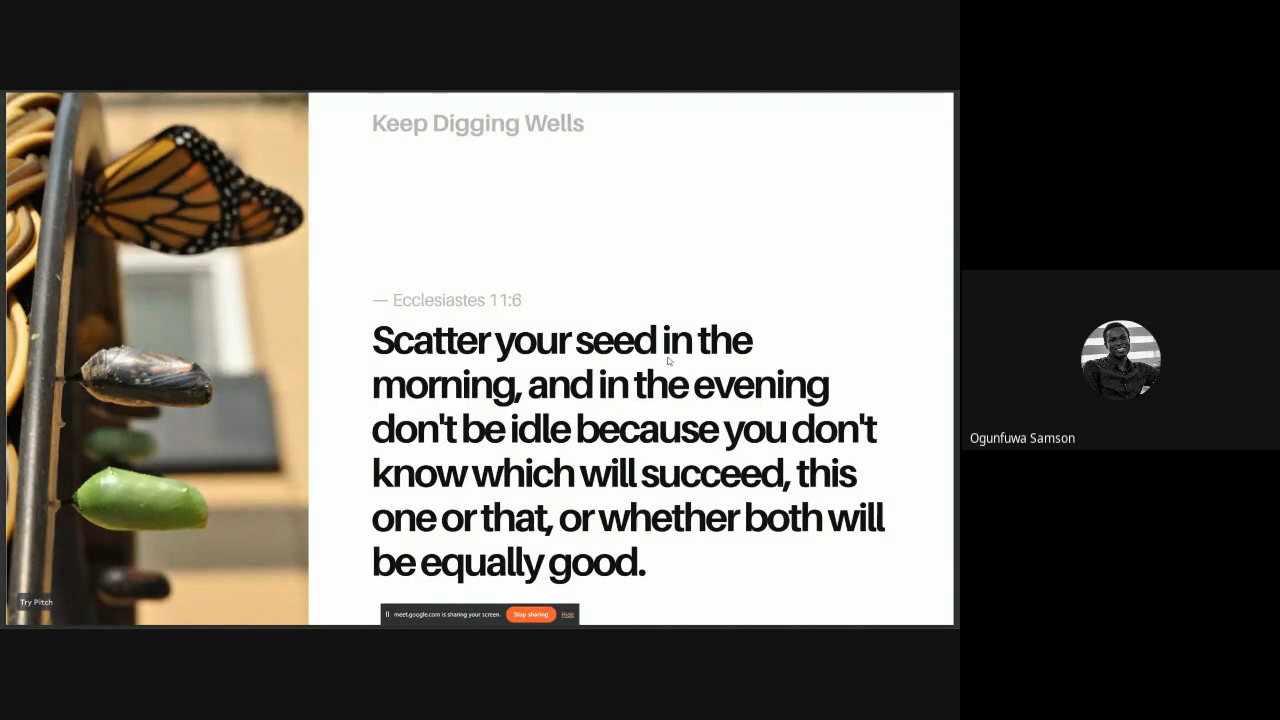 Keep Digging Wells
— Ecclesiastes 11:6
Scatter your seed in the
morning, and in the evening
don't be idle because you don't
know which will succeed, this
one or that, or whether both will
be equally good.
Try Pitch
meet.google.com is sharing your screen. Stop sharing Hide
Ogunfuwa Samson